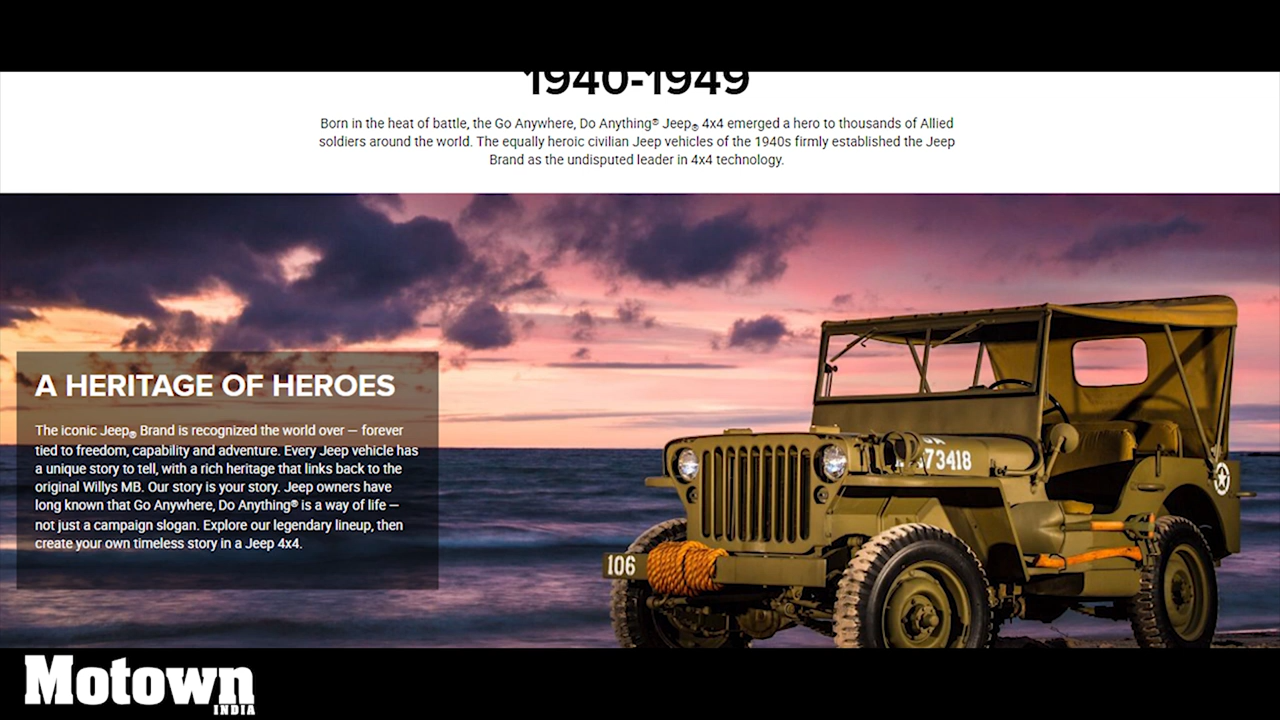 1940-1949
Born in the heat of battle, the Go Anywhere, Do Anything® Jeep® 4x4 emerged a hero to thousands of Allied
soldiers around the world. The equally heroic civilian Jeep vehicles of the 1940s firmly established the Jeep
Brand as the undisputed leader in 4x4 technology.
A HERITAGE OF HEROES
The iconic Jeep® Brand is recognized the world over — forever
tied to freedom, capability and adventure. Every Jeep vehicle has
a unique story to tell, with a rich heritage that links back to the
original Willys MB. Our story is your story. Jeep owners have
long known that Go Anywhere, Do Anything® is a way of life —
not just a campaign slogan. Explore our legendary lineup, then
create your own timeless story in a Jeep 4x4.
73418
106
Motown
INDIA